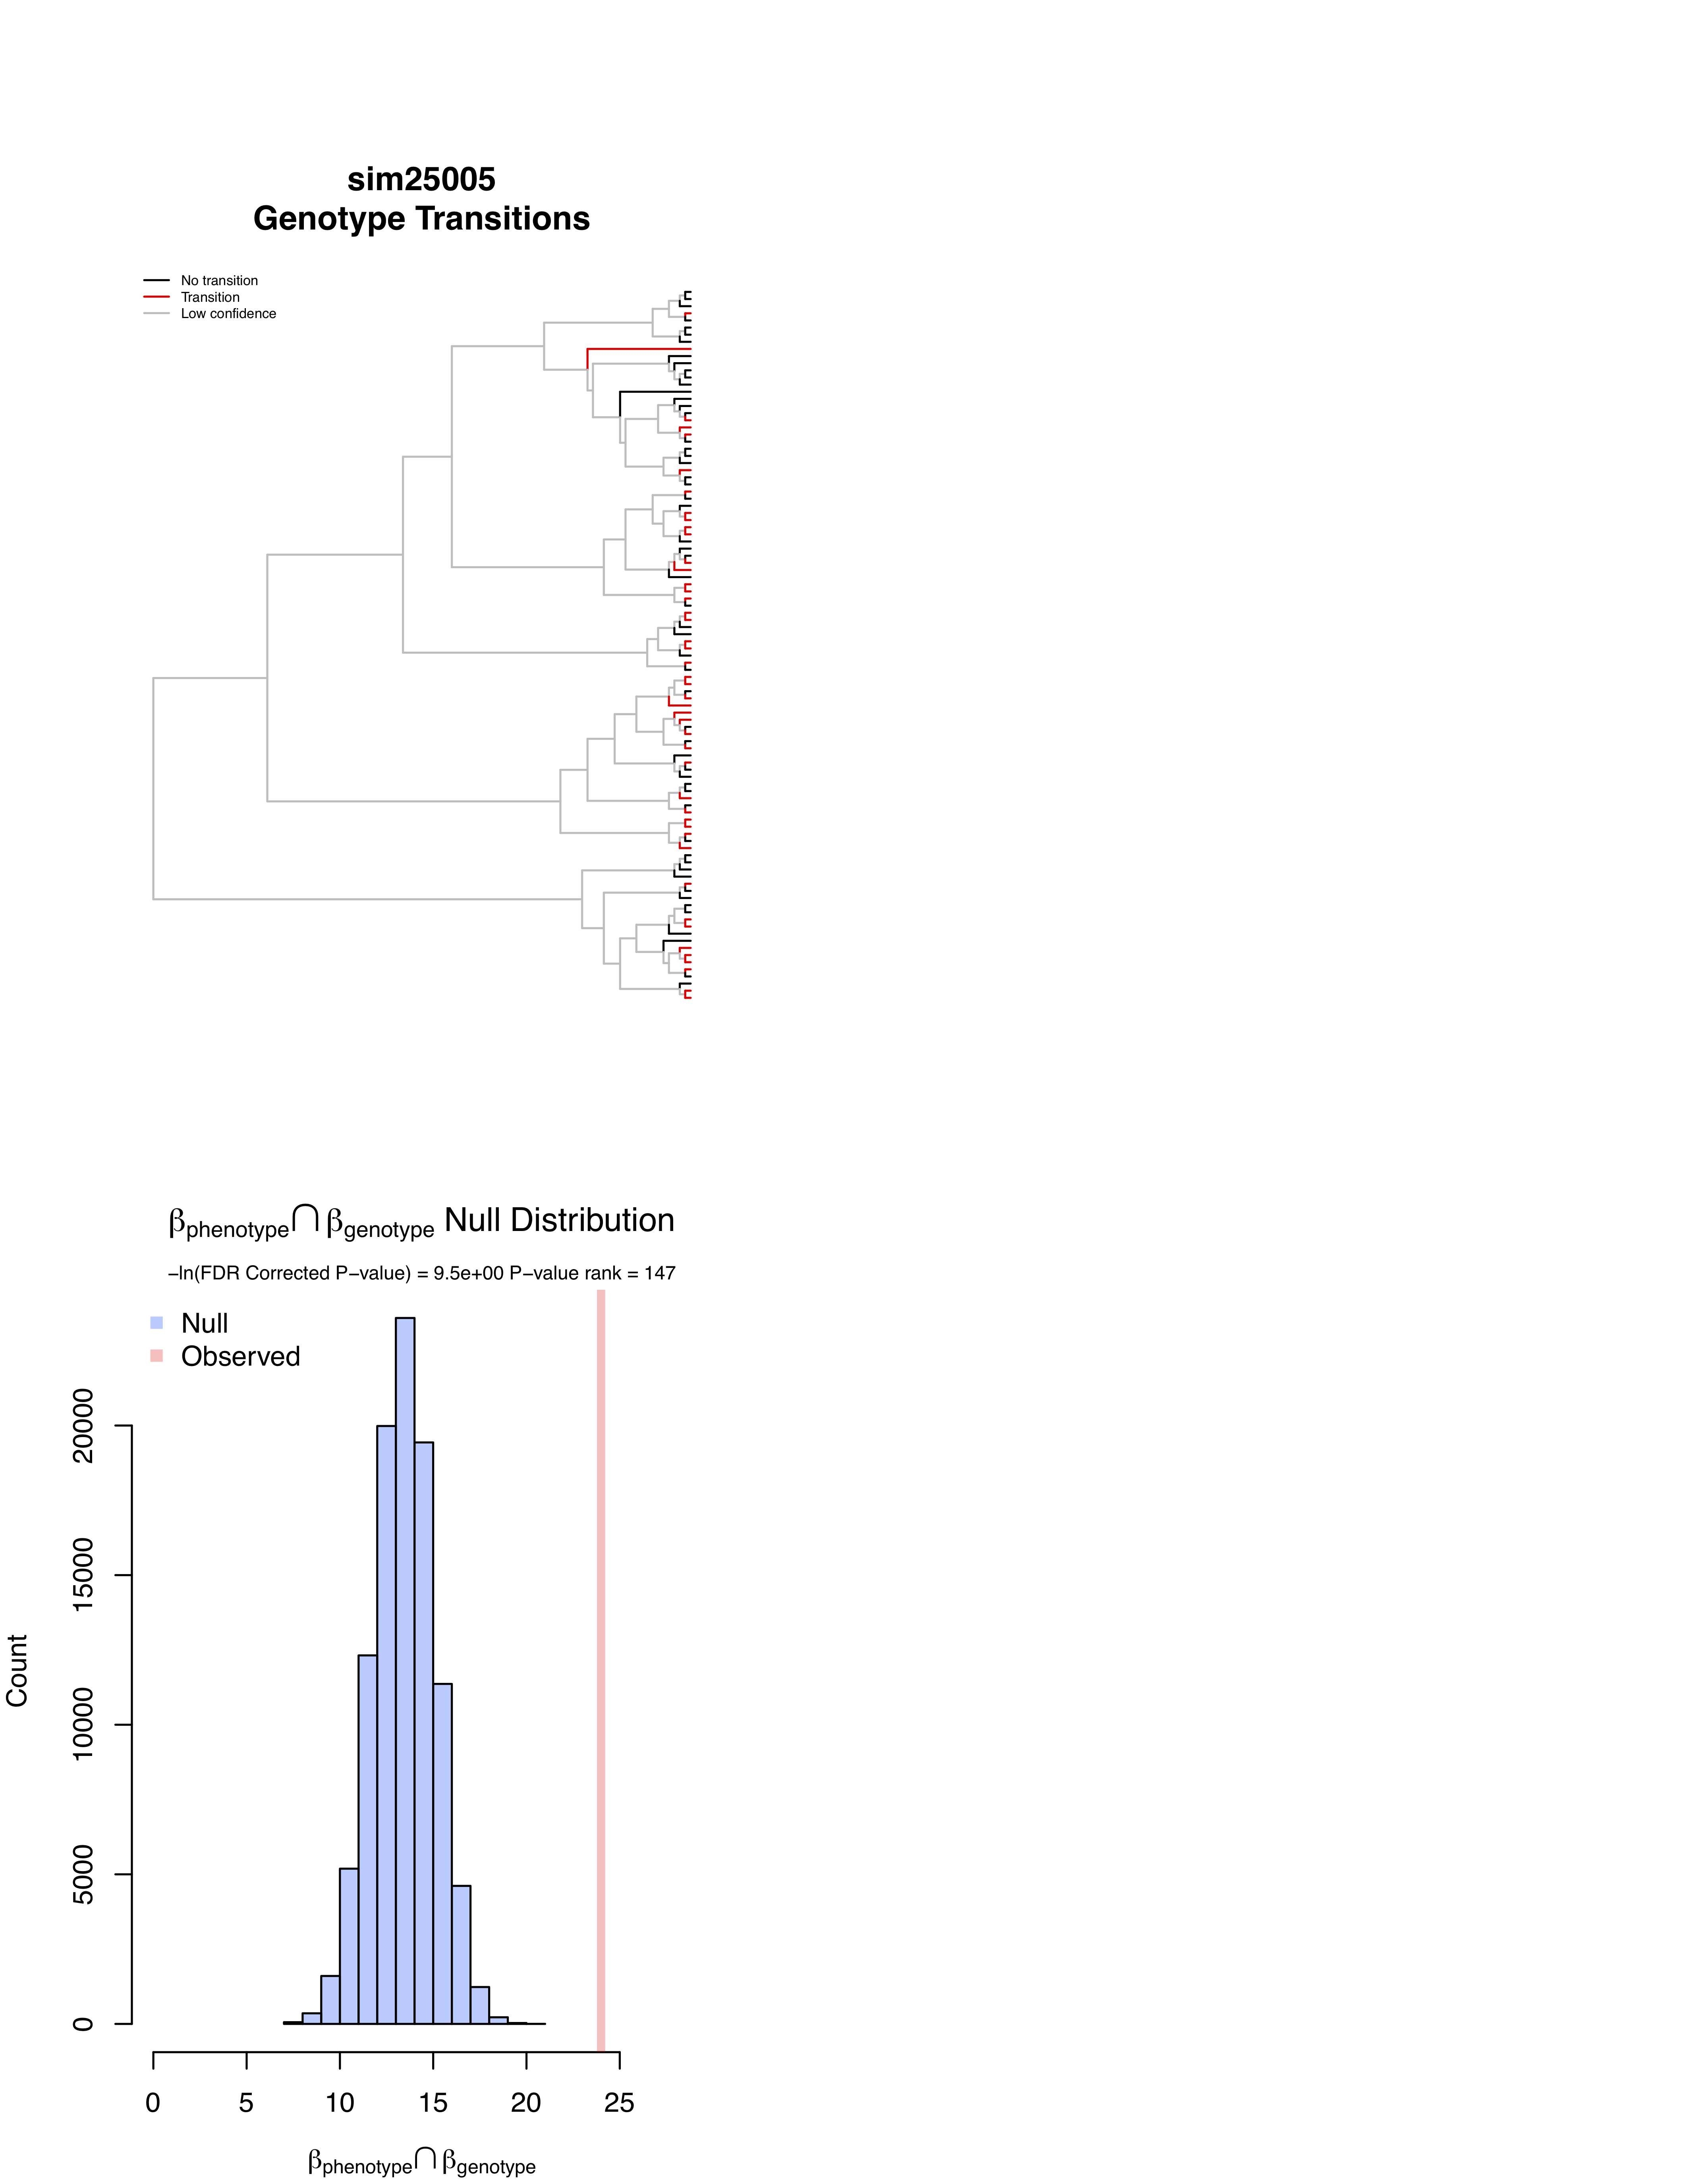 sim25005
Genotype Transitions
No transition
Transition
Low confidence
βphenotype⋂βgenotype Null Distribution
−ln(FDR Corrected P−value) = 9.5e+00 P−value rank = 147
Null
Observed
20000
15000
10000
5000
0
Count
0 5 10 15 20 25
βphenotype⋂βgenotype